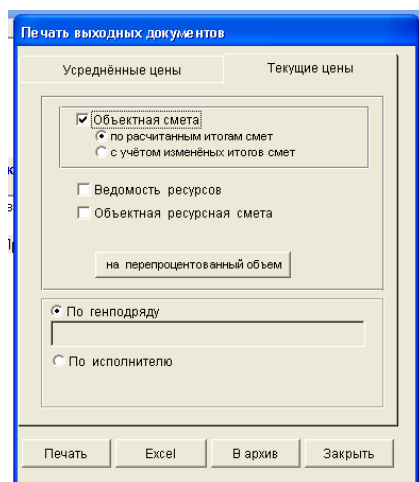 Печать выходных документов
Усреднённые цены
Текущие цены
Объектная смета
по расчитанным итогам смет
с учётом изменёных итогов смет
Ведомость ресурсов
Объектная ресурсная смета
на перепроцентованный объем
По генподряду
По исполнителю
Печать
Excel
В архив
Закрыть